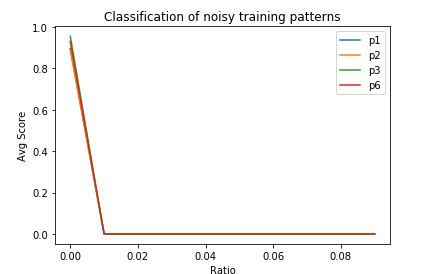 Classification of noisy training patterns
p1
p2
p3
p6
1.0
0.8
0.6
0.4
0.2
0.0
Avg Score
0.00 0.02 0.04 0.06 0.08
Ratio